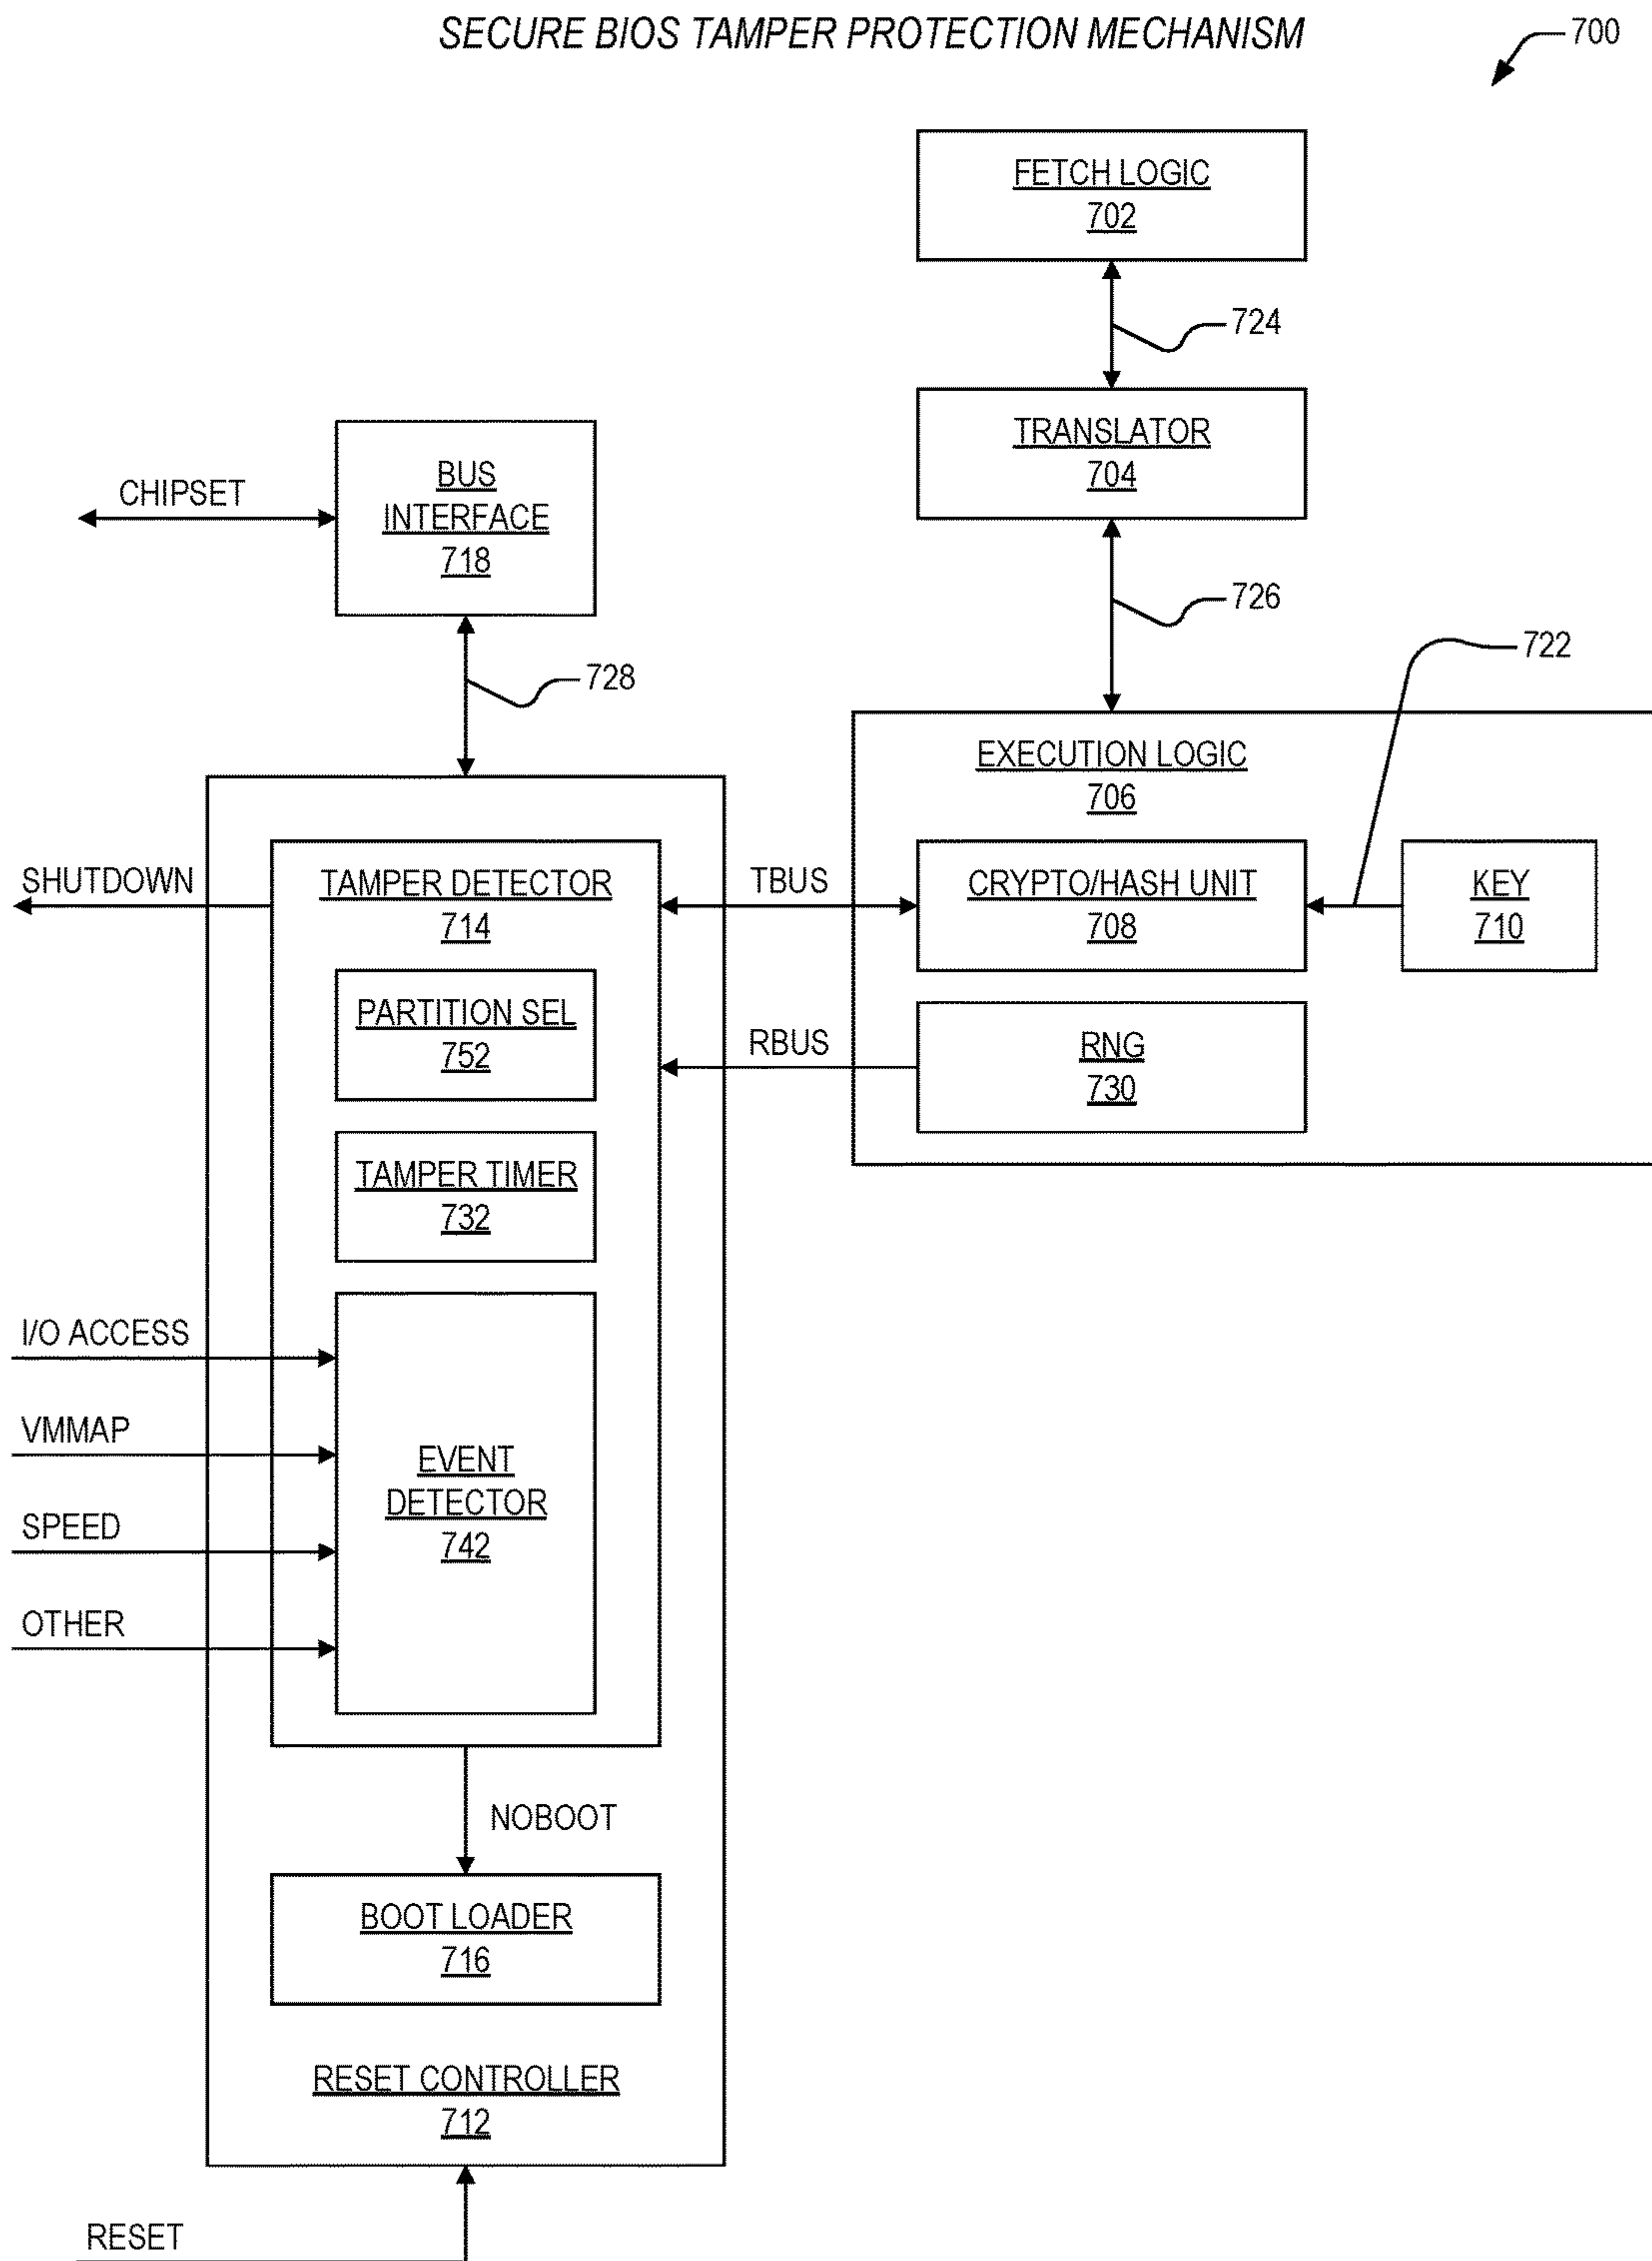 SECURE BIOS TAMPER PROTECTION MECHANISM
700
FETCH LOGIC
702
724
TRANSLATOR
704
BUS
INTERFACE
718
CHIPSET
726
722
728
EXECUTION LOGIC
706
SHUTDOWN
TAMPER DETECTOR
714
TBUS
CRYPTO/HASH UNIT
708
KEY
710
PARTITION SEL
752
RBUS
RNG
730
TAMPER TIMER
732
I/O ACCESS
VMMAP
SPEED
OTHER
EVENT
DETECTOR
742
NOBOOT
BOOT LOADER
716
RESET CONTROLLER
712
RESET